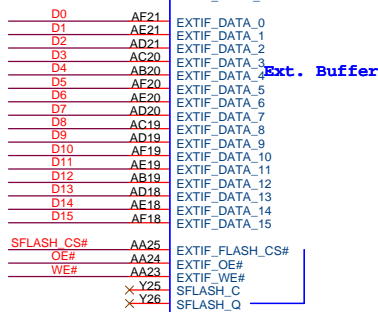 D0 AF21 EXTIF_DATA_0
D1 AE21 EXTIF_DATA_1
D2 AD21 EXTIF_DATA_2
D3 AC20 EXTIF_DATA_3
D4 AB20 EXTIF_DATA_4 Ext. Buffer
D5 AF20 EXTIF_DATA_5
D6 AE20 EXTIF_DATA_6
D7 AD20 EXTIF_DATA_7
D8 AC19 EXTIF_DATA_8
D9 AD19 EXTIF_DATA_9
D10 AF19 EXTIF_DATA_10
D11 AE19 EXTIF_DATA_11
D12 AB19 EXTIF_DATA_12
D13 AD18 EXTIF_DATA_13
D14 AE18 EXTIF_DATA_14
D15 AF18 EXTIF_DATA_15
SFLASH_CS# AA25 EXTIF_FLASH_CS#
OE# AA24 EXTIF_OE#
WE# AA23 EXTIF_WE#
Y25 SFLASH_C
Y26 SFLASH_Q